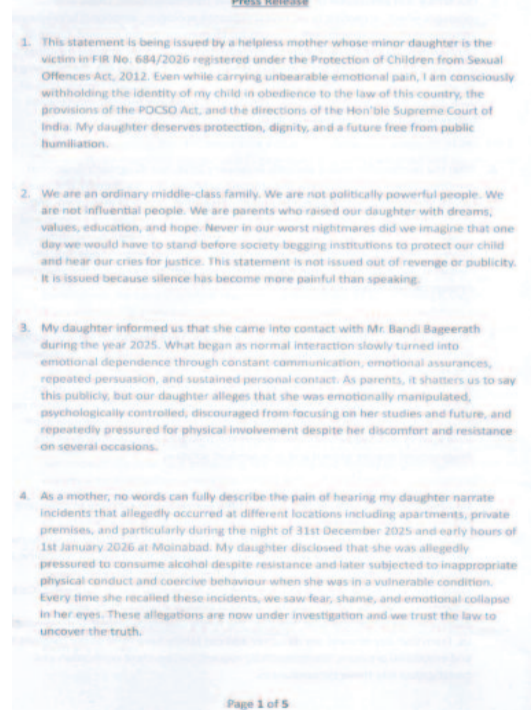 Press Release
1. This statement is being issued by a helpless mother whose minor daughter is the
victim in FIR No. 684/2026 registered under the Protection of Children from Sexual
Offences Act, 2012. Even while carrying unbearable emotional pain, I am consciously
withholding the identity of my child in obedience to the law of this country, the
provisions of the POCSO Act, and the directions of the Hon'ble Supreme Court of
India. My daughter deserves protection, dignity, and a future free from public
humiliation.
2. We are an ordinary middle-class family. We are not politically powerful people. We
are not influential people. We are parents who raised our daughter with dreams,
values, education, and hope. Never in our worst nightmares did we imagine that one
day we would have to stand before society begging institutions to protect our child
and hear our cries for justice. This statement is not issued out of revenge or publicity.
It is issued because silence has become more painful than speaking.
3. My daughter informed us that she came into contact with Mr. Bandi Bageerath
during the year 2025. What began as normal interaction slowly turned into
emotional dependence through constant communication, emotional assurances,
repeated persuasion, and sustained personal contact. As parents, it shatters us to say
this publicly, but our daughter alleges that she was emotionally manipulated,
psychologically controlled, discouraged from focusing on her studies and future, and
repeatedly pressured for physical involvement despite her discomfort and resistance
on several occasions.
4. As a mother, no words can fully describe the pain of hearing my daughter narrate
incidents that allegedly occurred at different locations including apartments, private
premises, and particularly during the night of 31st December 2025 and early hours of
1st January 2026 at Moinabad. My daughter disclosed that she was allegedly
pressured to consume alcohol despite resistance and later subjected to inappropriate
physical conduct and coercive behaviour when she was in a vulnerable condition.
Every time she recalled these incidents, we saw fear, shame, and emotional collapse
in her eyes. These allegations are now under investigation and we trust the law to
uncover the truth.
Page 1 of 5